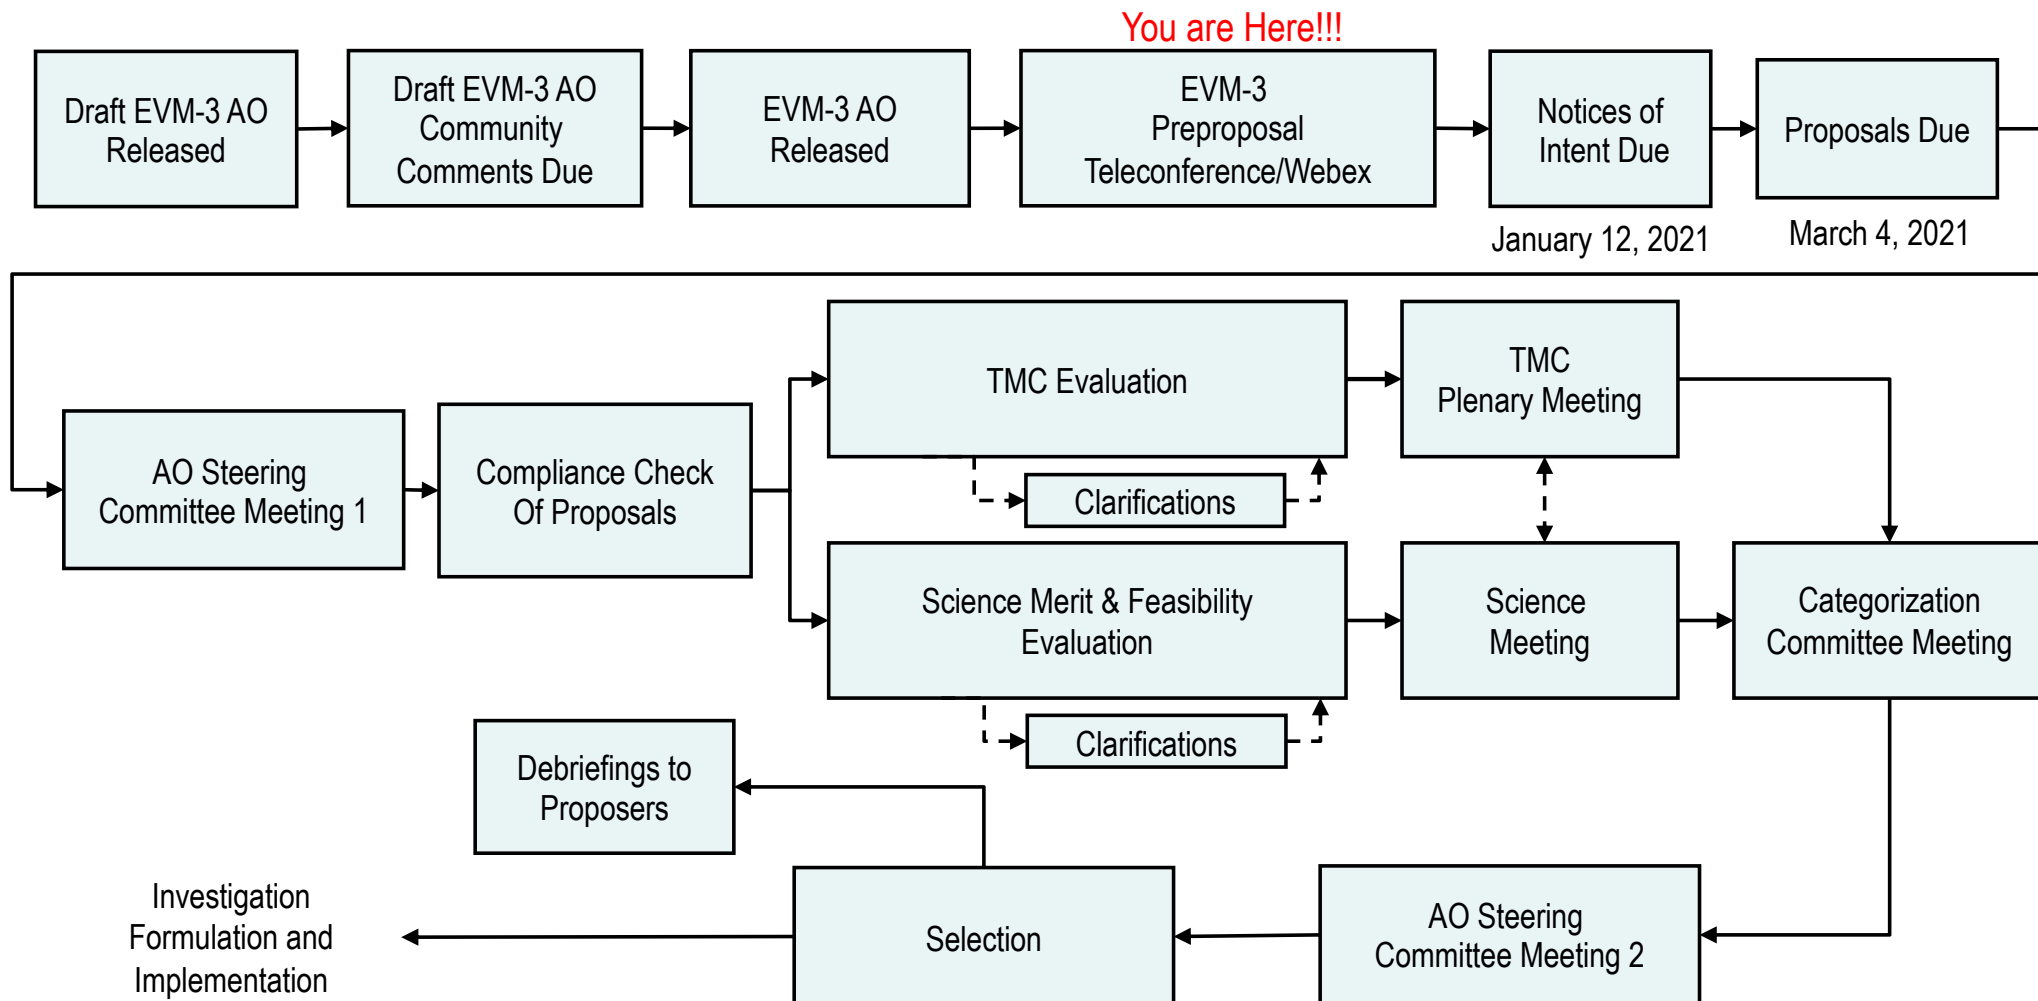 You are Here!!!
Draft EVM-3 AO
Released
Draft EVM-3 AO
Community
Comments Due
EVM-3 AO
Released
EVM-3
Preproposal
Teleconference/Webex
Notices of
Intent Due
Proposals Due
January 12, 2021
March 4, 2021
AO Steering
Committee Meeting 1
Compliance Check
Of Proposals
TMC Evaluation
Clarifications
TMC
Plenary Meeting
Science Merit & Feasibility
Evaluation
Clarifications
Science
Meeting
Categorization
Committee Meeting
Debriefings to
Proposers
Investigation
Formulation and
Implementation
Selection
AO Steering
Committee Meeting 2